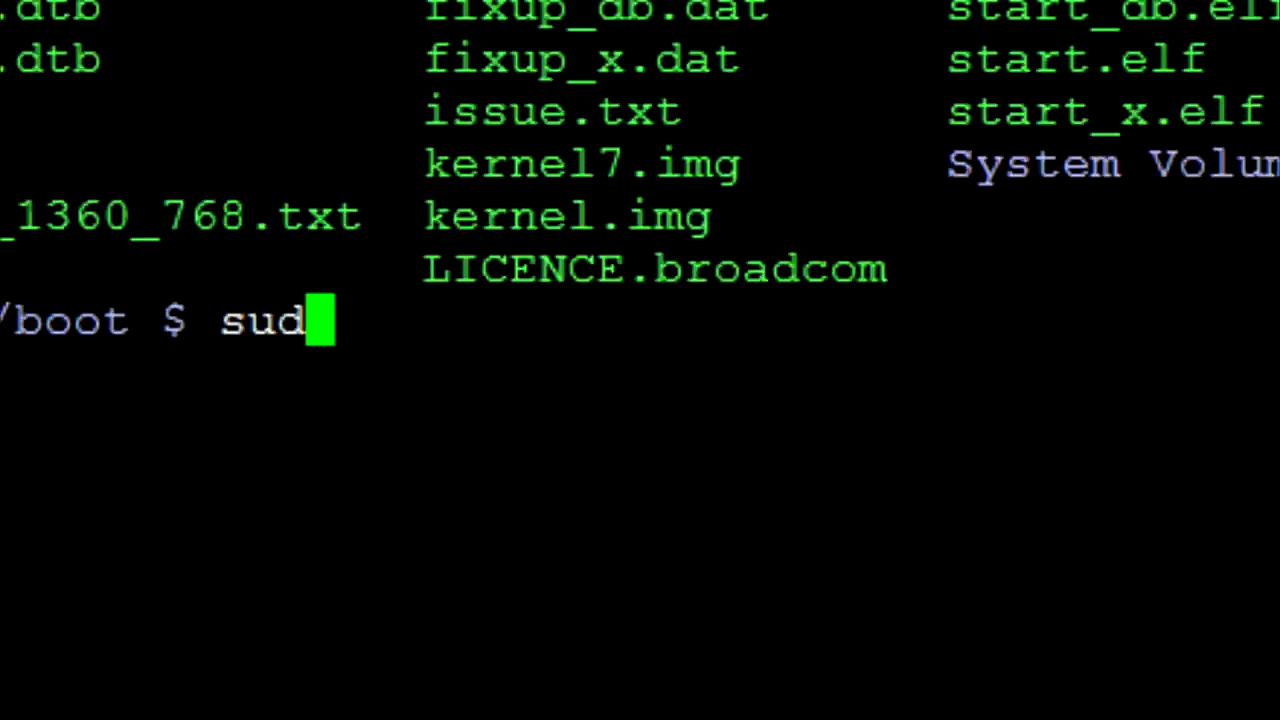 .dtb fixup_db.dat start_db.elf
.dtb fixup_x.dat start.elf
issue.txt start_x.elf
kernel7.img System Volum
_1360_768.txt kernel.img
LICENCE.broadcom
/boot $ sud